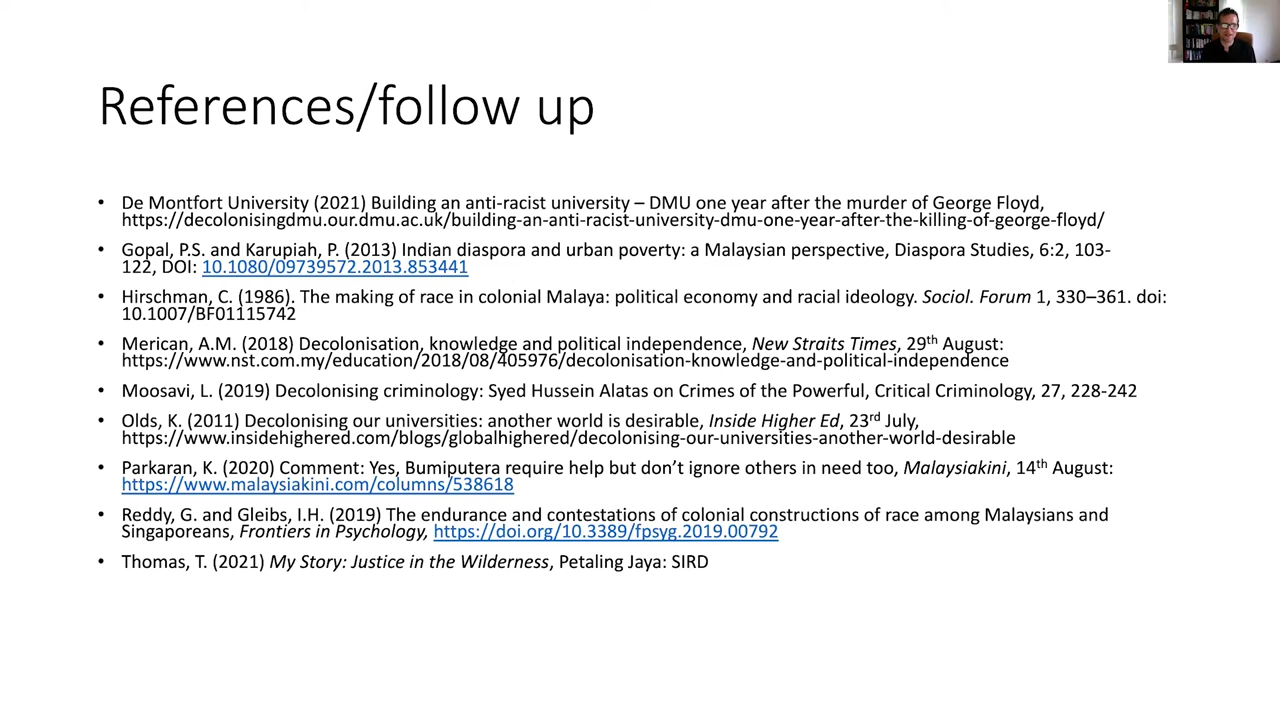 References/follow up
• De Montfort University (2021) Building an anti-racist university – DMU one year after the murder of George Floyd,
https://decolonisingdmu.our.dmu.ac.uk/building-an-anti-racist-university-dmu-one-year-after-the-killing-of-george-floyd/
• Gopal, P.S. and Karupiah, P. (2013) Indian diaspora and urban poverty: a Malaysian perspective, Diaspora Studies, 6:2, 103-
122, DOI: 10.1080/09739572.2013.853441
• Hirschman, C. (1986). The making of race in colonial Malaya: political economy and racial ideology. Sociol. Forum 1, 330–361. doi:
10.1007/BF01115742
• Merican, A.M. (2018) Decolonisation, knowledge and political independence, New Straits Times, 29th August:
https://www.nst.com.my/education/2018/08/405976/decolonisation-knowledge-and-political-independence
• Moosavi, L. (2019) Decolonising criminology: Syed Hussein Alatas on Crimes of the Powerful, Critical Criminology, 27, 228-242
• Olds, K. (2011) Decolonising our universities: another world is desirable, Inside Higher Ed, 23rd July,
https://www.insidehighered.com/blogs/globalhighered/decolonising-our-universities-another-world-desirable
• Parkaran, K. (2020) Comment: Yes, Bumiputera require help but don’t ignore others in need too, Malaysiakini, 14th August:
https://www.malaysiakini.com/columns/538618
• Reddy, G. and Gleibs, I.H. (2019) The endurance and contestations of colonial constructions of race among Malaysians and
Singaporeans, Frontiers in Psychology, https://doi.org/10.3389/fpsyg.2019.00792
• Thomas, T. (2021) My Story: Justice in the Wilderness, Petaling Jaya: SIRD